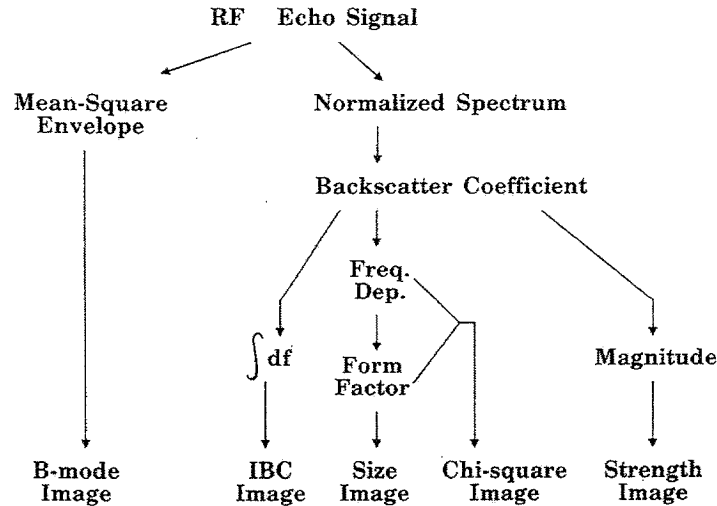 RF Echo Signal
Mean-Square
Envelope
Normalized Spectrum
Backscatter Coefficient
Freq.
Dep.
∫ df
Form
Factor
Magnitude
B-mode
Image
IBC
Image
Size
Image
Chi-square
Image
Strength
Image